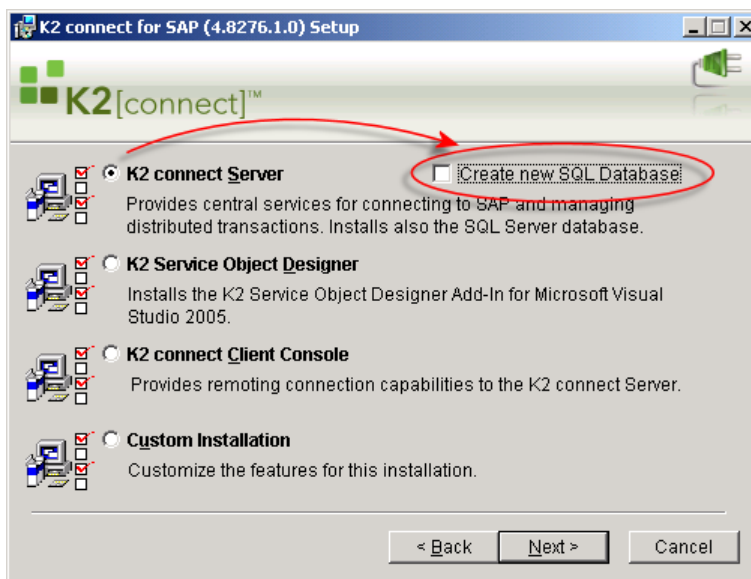 K2 connect for SAP (4.8276.1.0) Setup
K2[connect]™
K2 connect Server
Create new SQL Database
Provides central services for connecting to SAP and managing
distributed transactions. Installs also the SQL Server database.
K2 Service Object Designer
Installs the K2 Service Object Designer Add-In for Microsoft Visual
Studio 2005.
K2 connect Client Console
Provides remoting connection capabilities to the K2 connect Server.
Custom Installation
Customize the features for this installation.
< Back
Next >
Cancel